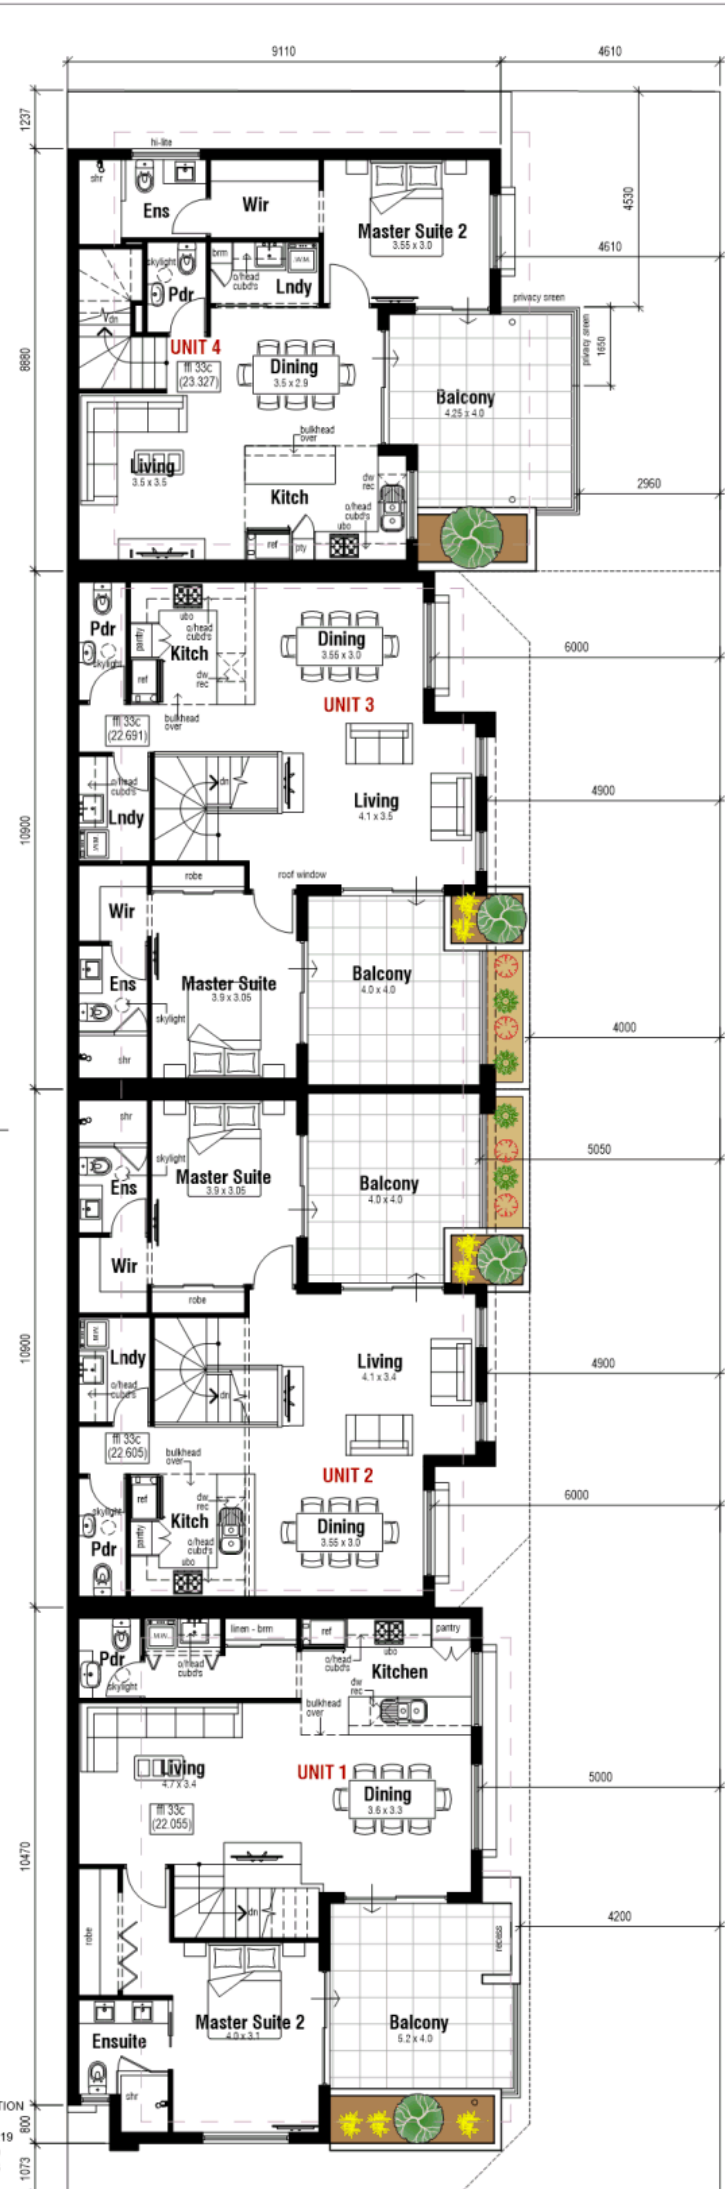 9110
4610
1237
4530
4610
8880
hi-lite
shr
Ens
Wir
Master Suite 2
3.55 x 3.0
skylight
Pdr
brm
o/head
cubd's
W.M.
Lndy
privacy sreen
privacy sreen
1650
dn
UNIT 4
ffl 33c
(23.327)
Dining
3.5 x 2.9
Balcony
4.25 x 4.0
bulkhead
over
Living
3.5 x 3.5
Kitch
dw
rec
o/head
cubd's
ubo
ref
pty
2960
Pdr
skylight
ubo
o/head
cubd's
pantry
Kitch
ref
dw
rec
bulkhead
over
Dining
3.55 x 3.0
UNIT 3
6000
ffl 33c
(22.691)
10900
o/head
cubd's
Lndy
dn
Living
4.1 x 3.5
4900
robe
roof window
Wir
Ens
skylight
shr
Master Suite
3.9 x 3.05
Balcony
4.0 x 4.0
4000
shr
skylight
Ens
Master Suite
3.9 x 3.05
Balcony
4.0 x 4.0
5050
Wir
robe
10900
Lndy
o/head
cubd's
dn
Living
4.1 x 3.4
4900
ffl 33c
(22.605)
bulkhead
over
UNIT 2
ref
dw
rec
skylight
Kitch
pantry
o/head
cubd's
ubo
Pdr
Dining
3.55 x 3.0
6000
Pdr
skylight
o/head
cubd's
linen - brm
ref
ubo
pantry
o/head
cubd's
Kitchen
dw
rec
bulkhead
over
Living
4.7 x 3.4
UNIT 1
Dining
3.6 x 3.3
5000
ffl 33c
(22.055)
10470
robe
dn
recess
4200
Master Suite 2
4.0 x 3.1
Balcony
5.2 x 4.0
Ensuite
shr
TION
19
800
1073